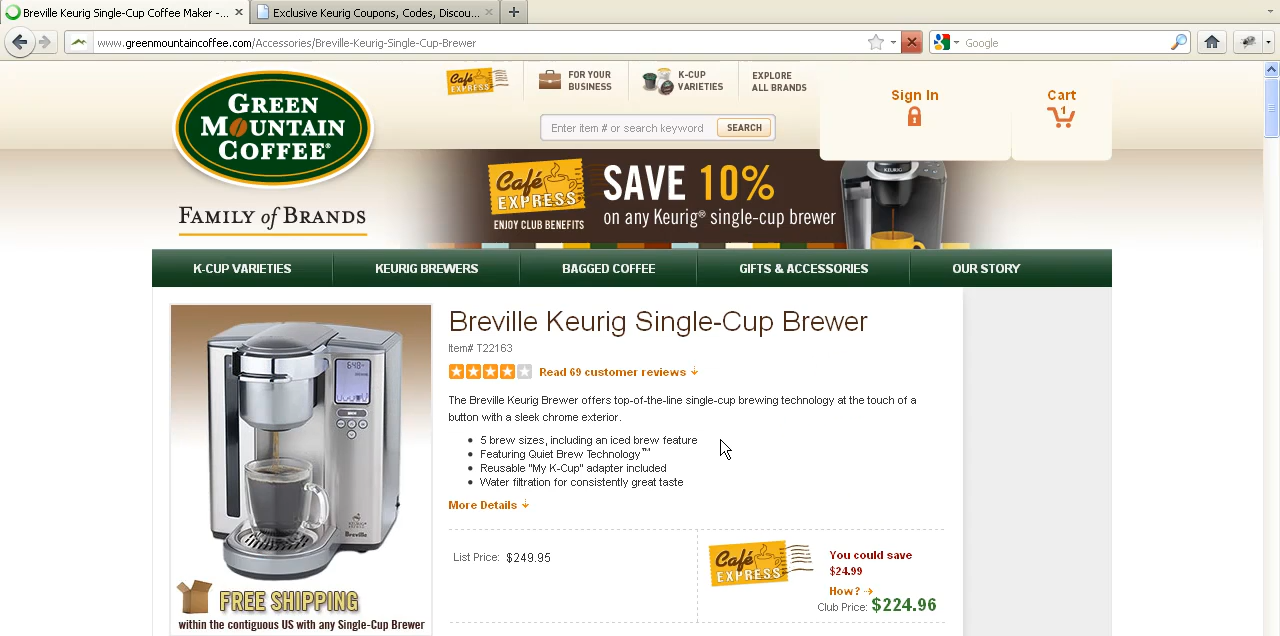 Breville Keurig Single-Cup Coffee Maker -...
Exclusive Keurig Coupons, Codes, Discou...
www.greenmountaincoffee.com/Accessories/Breville-Keurig-Single-Cup-Brewer
Google
Café
EXPRESS
FOR YOUR
BUSINESS
K-CUP
VARIETIES
EXPLORE
ALL BRANDS
Sign In
Cart
1
Enter item # or search keyword
SEARCH
GREEN
MOUNTAIN
COFFEE®
FAMILY of BRANDS
Café
EXPRESS
ENJOY CLUB BENEFITS
SAVE 10%
on any Keurig® single-cup brewer
KEURIG
K-CUP VARIETIES
KEURIG BREWERS
BAGGED COFFEE
GIFTS & ACCESSORIES
OUR STORY
Breville Keurig Single-Cup Brewer
Item# T22163
Read 69 customer reviews
The Breville Keurig Brewer offers top-of-the-line single-cup brewing technology at the touch of a
button with a sleek chrome exterior.
• 5 brew sizes, including an iced brew feature
• Featuring Quiet Brew Technology™
• Reusable "My K-Cup" adapter included
• Water filtration for consistently great taste
More Details
List Price: $249.95
Café
EXPRESS
You could save
$24.99
How?
Club Price: $224.96
Breville
FREE SHIPPING
within the contiguous US with any Single-Cup Brewer